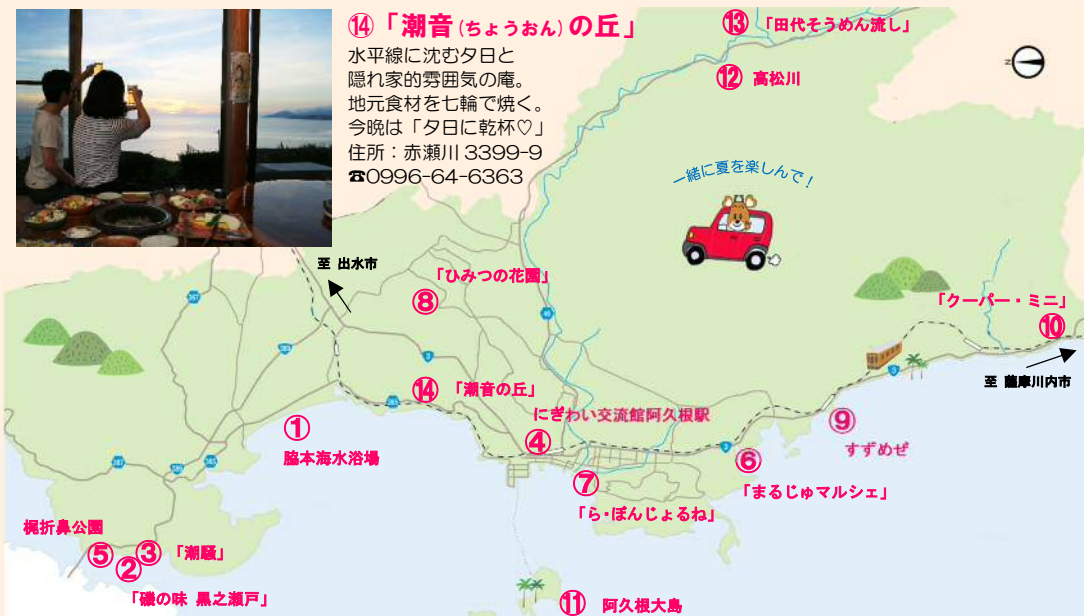 ⑭「潮音(ちょうおん)の丘」
水平線に沈む夕日と
隠れ家的雰囲気の庵。
地元食材を七輪で焼く。
今晩は「夕日に乾杯♡」
住所：赤瀬川 3399-9
☎0996-64-6363
⑬「田代そうめん流し」
⑫ 高松川
N
一緒に夏を楽しんで！
至 出水市
「ひみつの花園」
⑧
「クーパー・ミニ」
⑩
至 薩摩川内市
367
3
46
3
3
⑭「潮音の丘」
にぎわい交流館阿久根駅
④
①
脇本海水浴場
⑨
すずめぜ
⑥
「まるじゅマルシェ」
⑦
「ら・ぽんじょるね」
梶折鼻公園
⑤
②
③「潮騒」
「磯の味 黒之瀬戸」
⑪ 阿久根大島